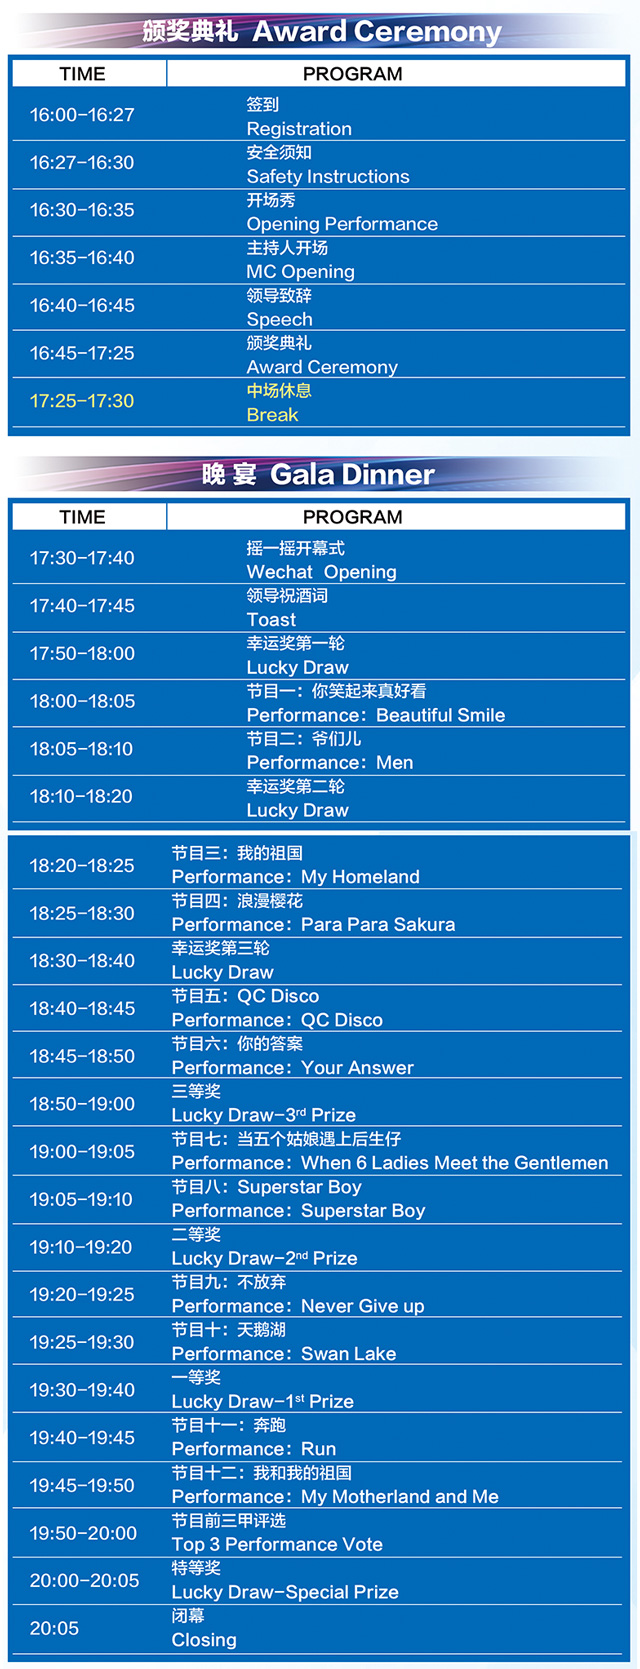 颁奖典礼 Award Ceremony
TIME PROGRAM
16:00-16:27
签到
Registration
16:27-16:30
安全须知
Safety Instructions
16:30-16:35
开场秀
Opening Performance
16:35-16:40
主持人开场
MC Opening
16:40-16:45
领导致辞
Speech
16:45-17:25
颁奖典礼
Award Ceremony
17:25-17:30
中场休息
Break
晚宴 Gala Dinner
TIME PROGRAM
17:30-17:40
摇一摇开幕式
Wechat Opening
17:40-17:45
领导祝酒词
Toast
17:50-18:00
幸运奖第一轮
Lucky Draw
18:00-18:05
节目一：你笑起来真好看
Performance：Beautiful Smile
18:05-18:10
节目二：爷们儿
Performance：Men
18:10-18:20
幸运奖第二轮
Lucky Draw
18:20-18:25
节目三：我的祖国
Performance：My Homeland
18:25-18:30
节目四：浪漫樱花
Performance：Para Para Sakura
18:30-18:40
幸运奖第三轮
Lucky Draw
18:40-18:45
节目五：QC Disco
Performance：QC Disco
18:45-18:50
节目六：你的答案
Performance：Your Answer
18:50-19:00
三等奖
Lucky Draw-3rd Prize
19:00-19:05
节目七：当五个姑娘遇上后生仔
Performance：When 6 Ladies Meet the Gentlemen
19:05-19:10
节目八：Superstar Boy
Performance：Superstar Boy
19:10-19:20
二等奖
Lucky Draw-2nd Prize
19:20-19:25
节目九：不放弃
Performance：Never Give up
19:25-19:30
节目十：天鹅湖
Performance：Swan Lake
19:30-19:40
一等奖
Lucky Draw-1st Prize
19:40-19:45
节目十一：奔跑
Performance：Run
19:45-19:50
节目十二：我和我的祖国
Performance：My Motherland and Me
19:50-20:00
节目前三甲评选
Top 3 Performance Vote
20:00-20:05
特等奖
Lucky Draw-Special Prize
20:05
闭幕
Closing